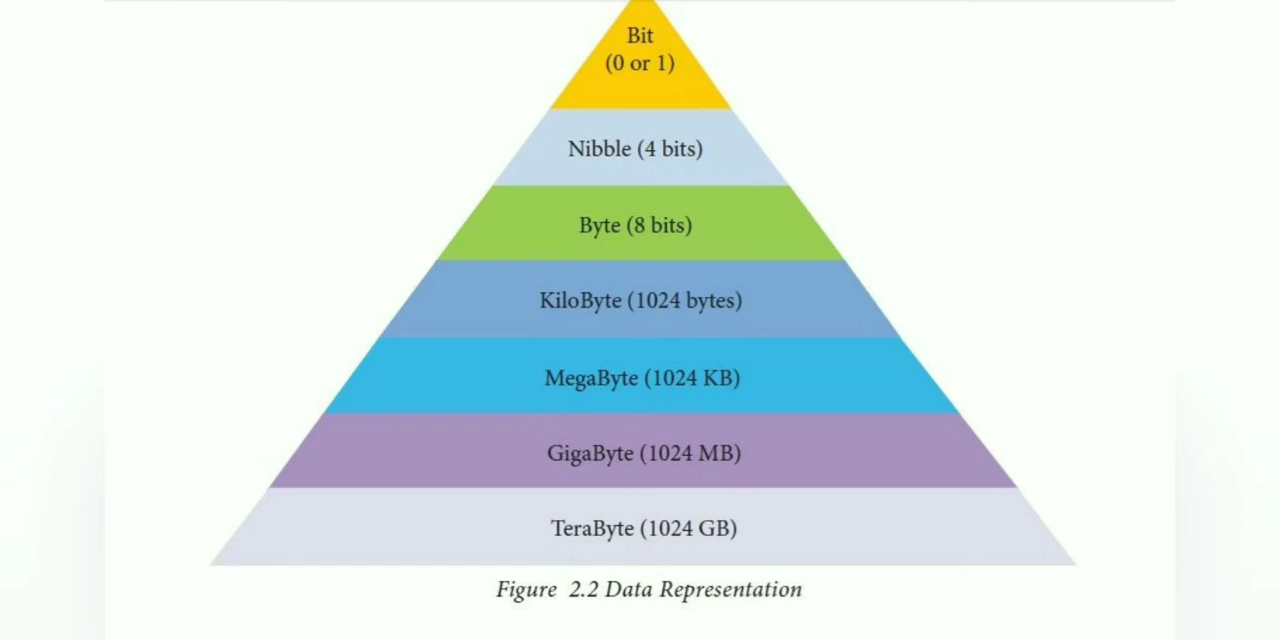 Bit
(0 or 1)
Nibble (4 bits)
Byte (8 bits)
KiloByte (1024 bytes)
MegaByte (1024 KB)
GigaByte (1024 MB)
TeraByte (1024 GB)
Figure 2.2 Data Representation